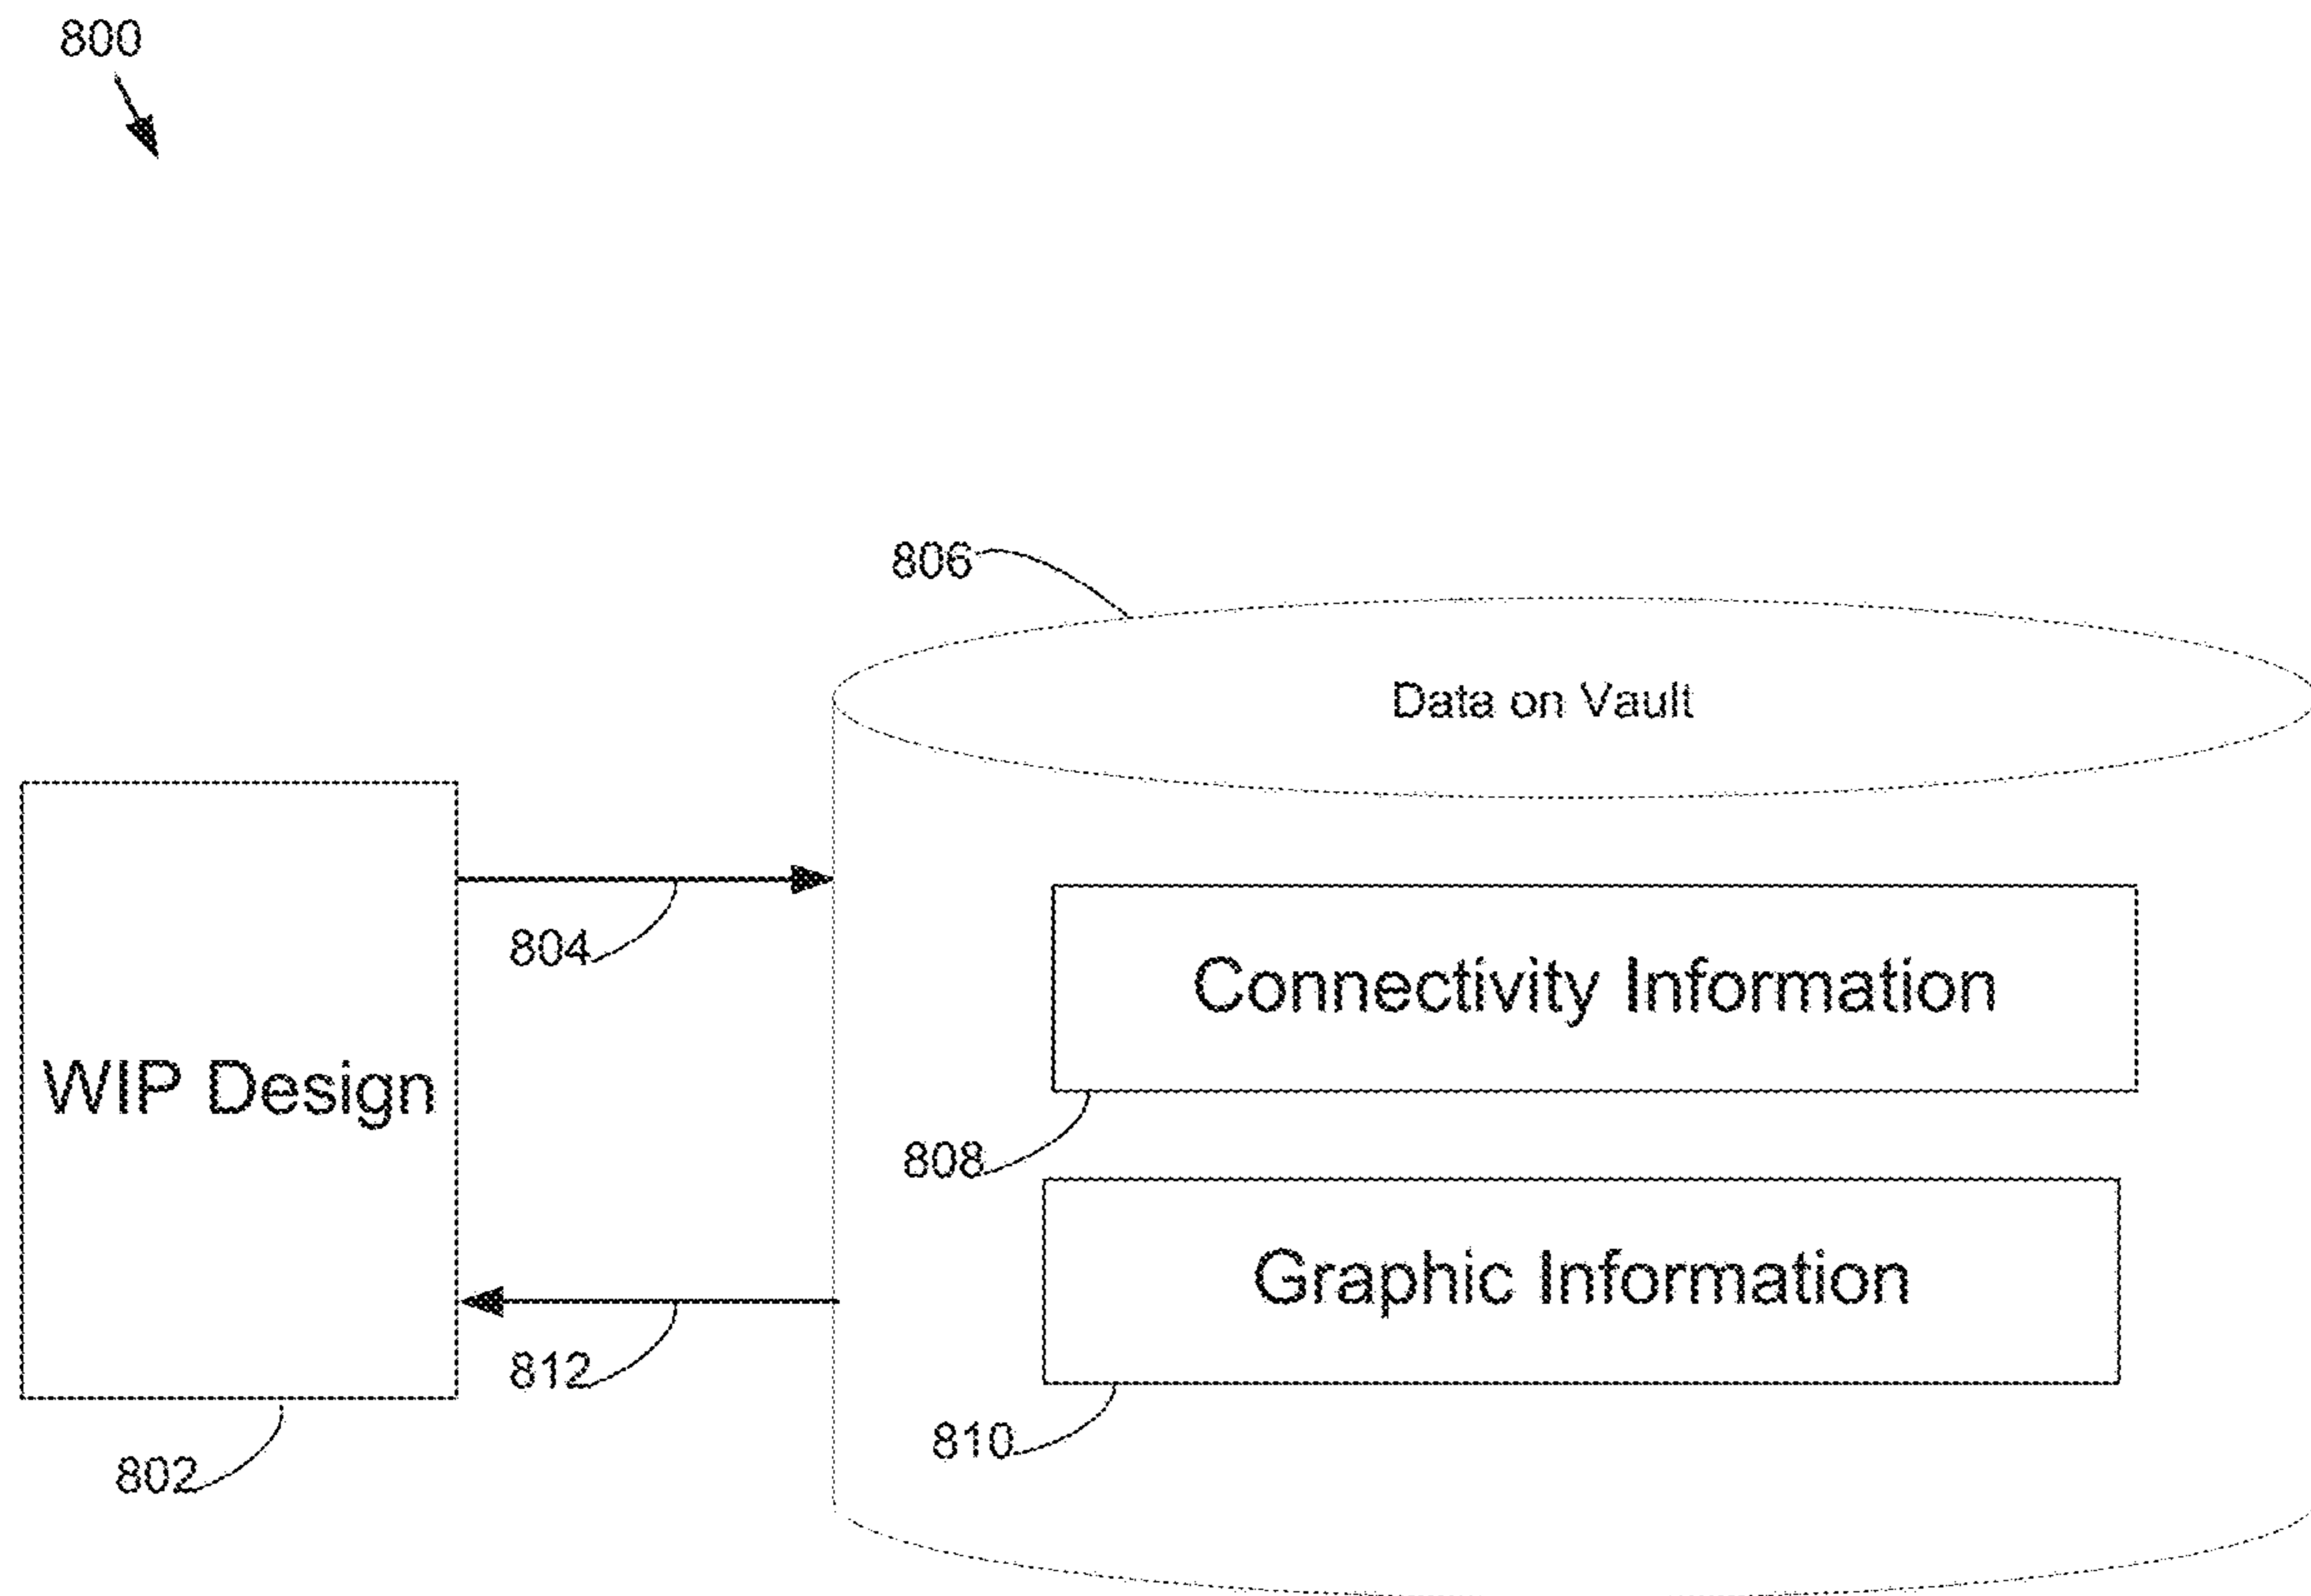 800
806
Data on Vault
804
Connectivity Information
WIP Design
808
Graphic Information
812
810
802